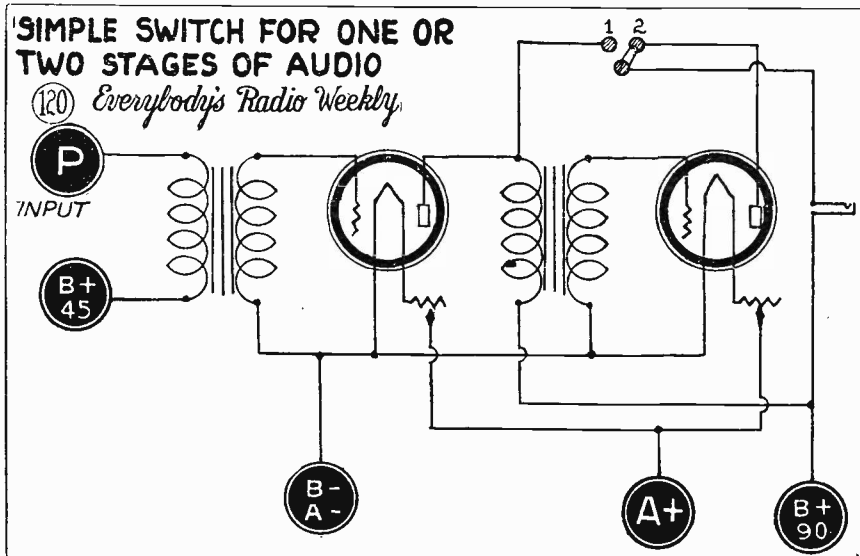 SIMPLE SWITCH FOR ONE OR
TWO STAGES OF AUDIO
120 Everybody's Radio Weekly
1 2
P
INPUT
B+
45
B-
A-
A+
B+
90